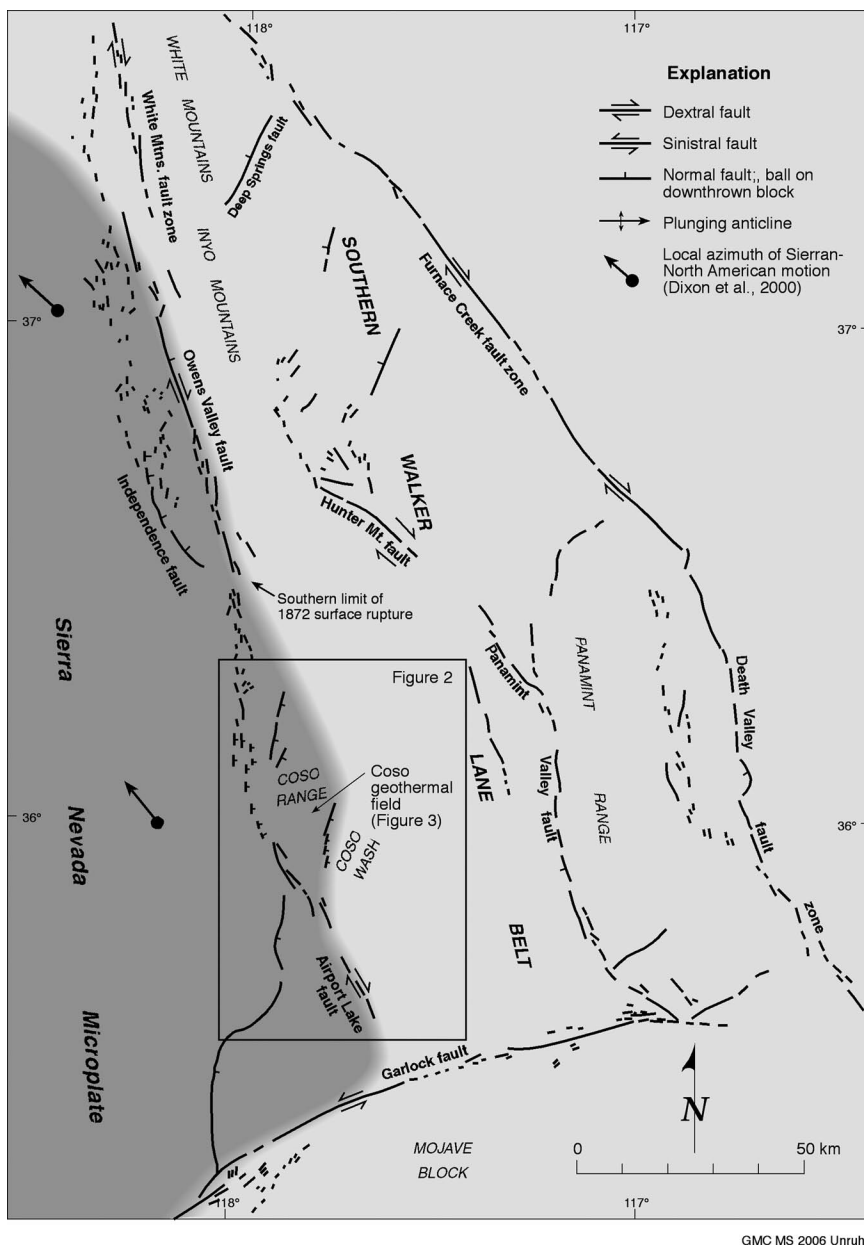 118°
117°
Explanation
Dextral fault
Sinistral fault
Normal fault;, ball on
downthrown block
Plunging anticline
Local azimuth of Sierran-
North American motion
(Dixon et al., 2000)
WHITE
MOUNTAINS
White Mtns. fault zone
Deep Springs fault
INYO
MOUNTAINS
SOUTHERN
Furnace Creek fault zone
37°
37°
Owens Valley fault
Independence fault
WALKER
Hunter Mt. fault
Southern limit of
1872 surface rupture
Sierra
Figure 2
Panamint
Valley fault
PANAMINT
RANGE
Death Valley
fault
zone
LANE
COSO
RANGE
Coso
geothermal
field
(Figure 3)
COSO
WASH
36°
36°
Nevada
BELT
Airport Lake
fault
Microplate
Garlock fault
MOJAVE
BLOCK
N
0
50 km
118°
117°
GMC MS 2006 Unruh